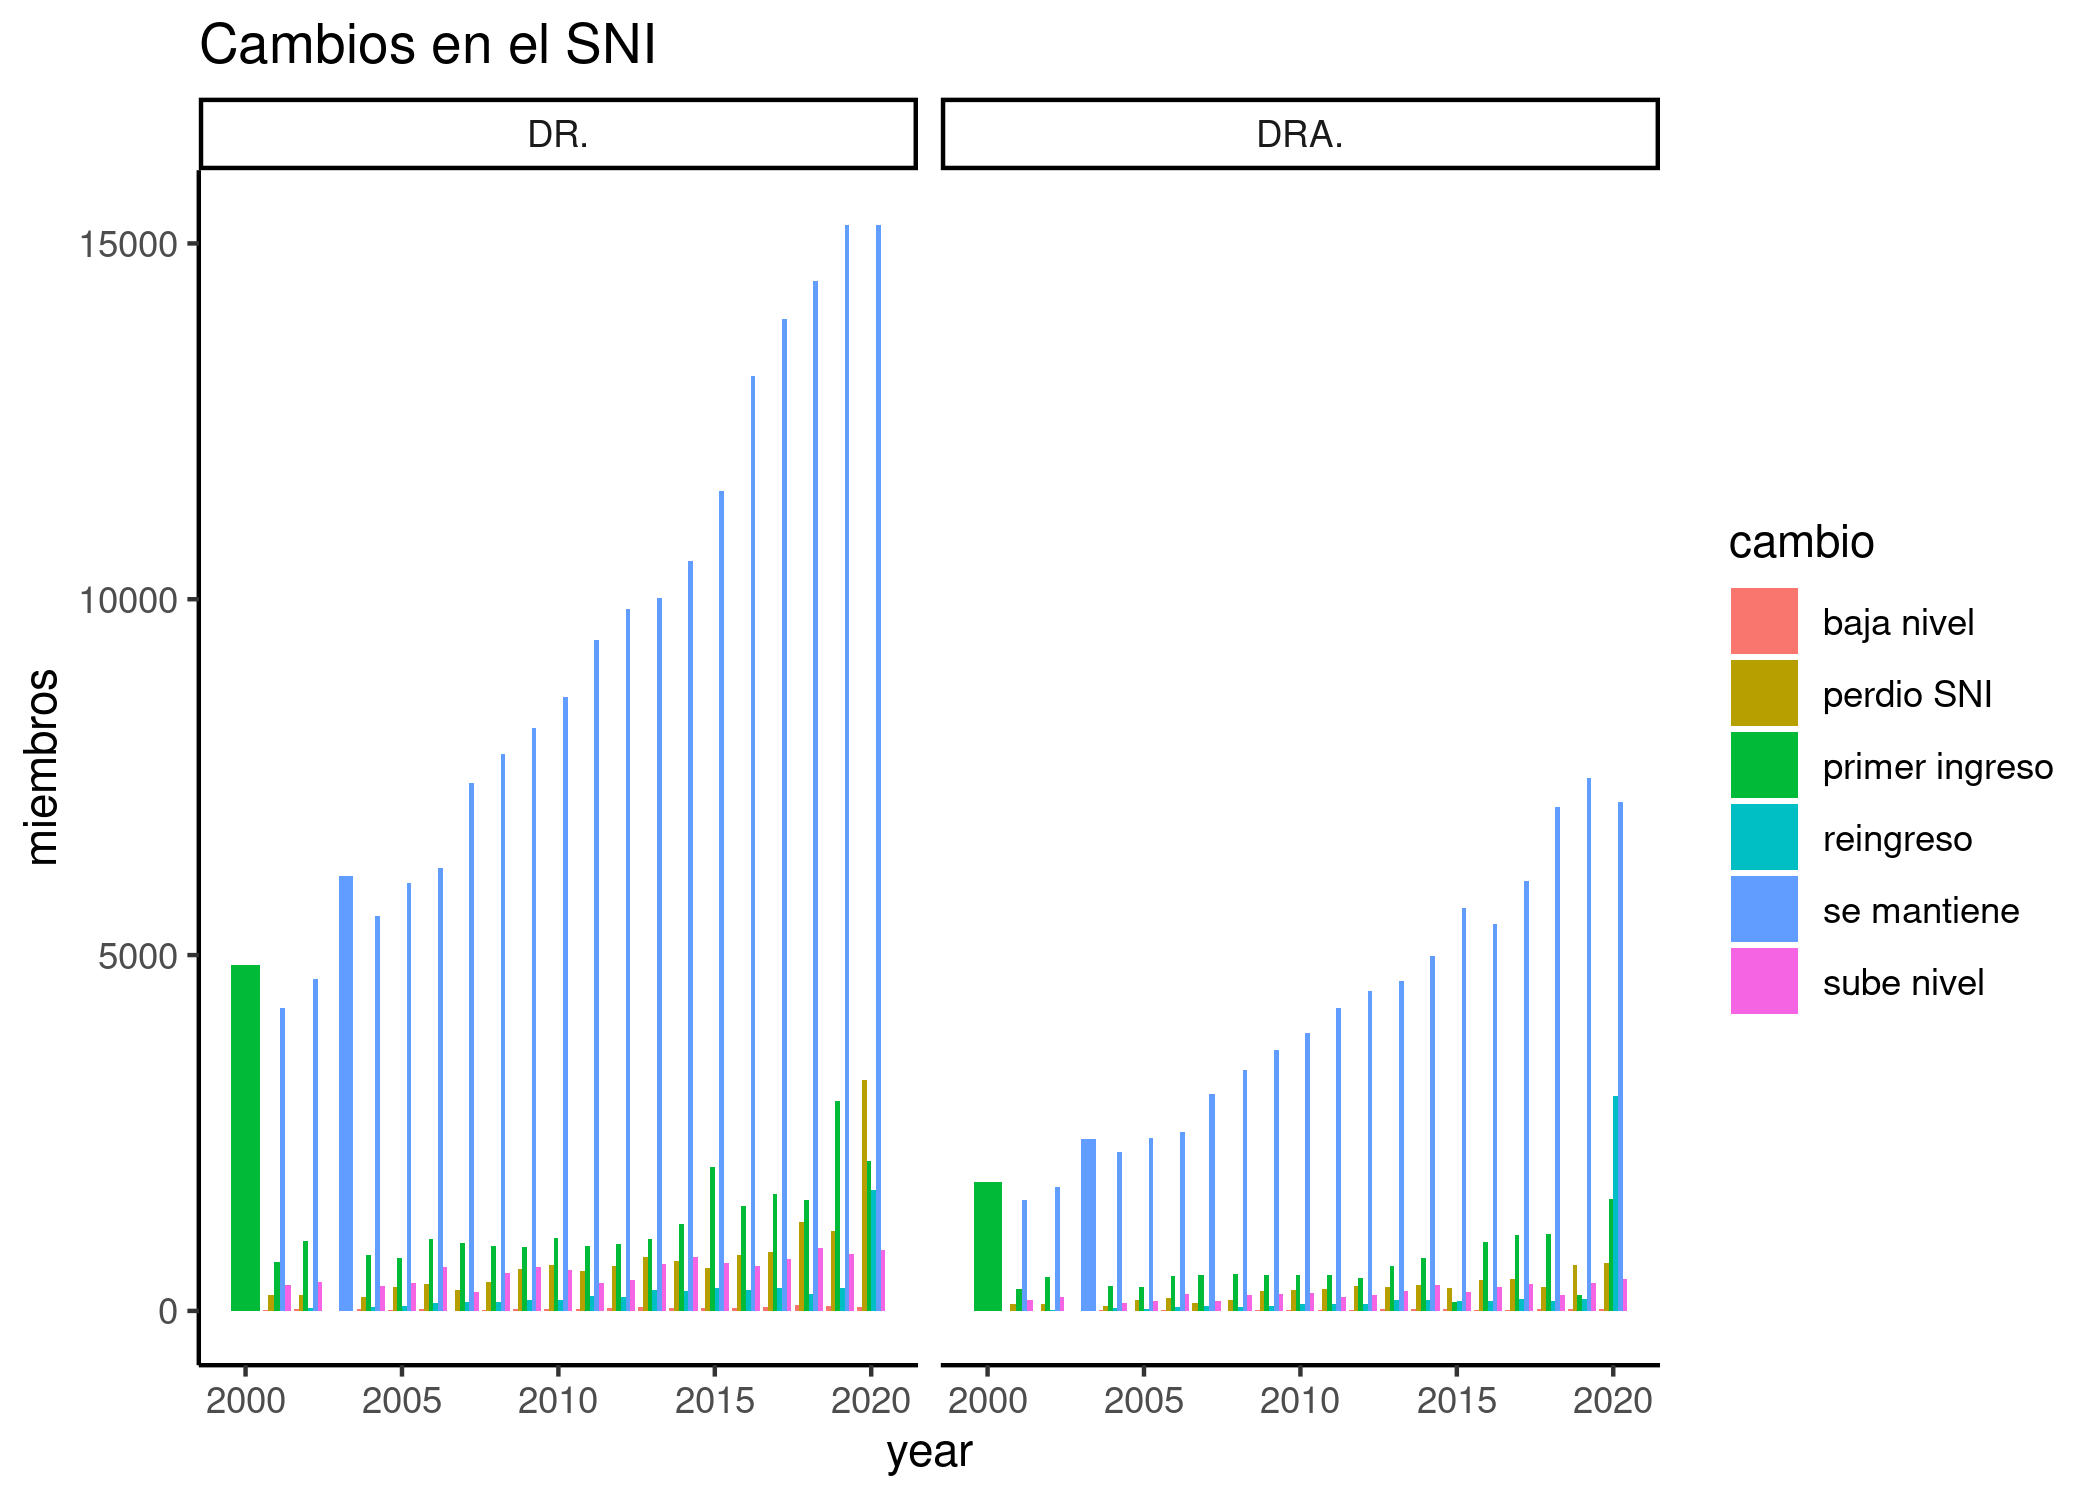 Cambios en el SNI
DR.
DRA.
15000
10000
5000
0
miembros
2000 2005 2010 2015 2020
2000 2005 2010 2015 2020
year
cambio
baja nivel
perdio SNI
primer ingreso
reingreso
se mantiene
sube nivel